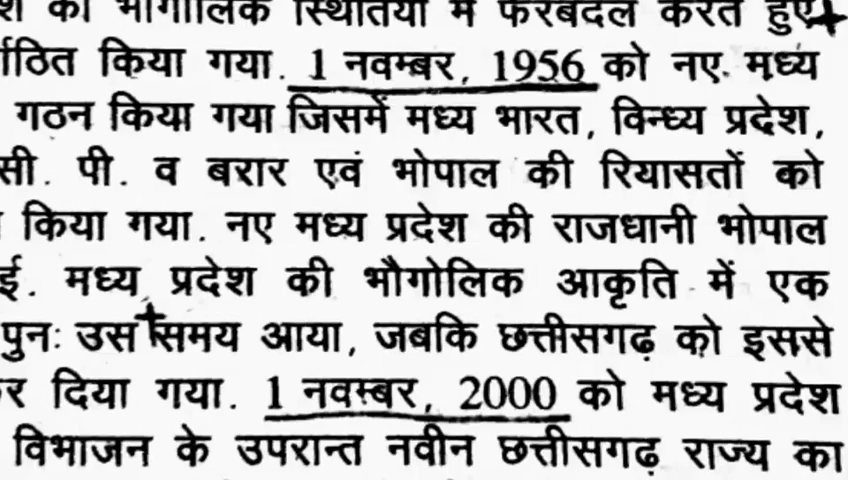 की भौगोलिक स्थितियों में फेरबदल करते हुए
किया गया. 1 नवम्बर, 1956 को नए मध्य
गठन किया गया जिसमें मध्य भारत, विन्ध्य प्रदेश,
सी. पी. व बरार एवं भोपाल की रियासतों को
किया गया. नए मध्य प्रदेश की राजधानी भोपाल
मध्य प्रदेश की भौगोलिक आकृति में एक
पुनः उस समय आया, जबकि छत्तीसगढ़ को इससे
दिया गया. 1 नवम्बर, 2000 को मध्य प्रदेश
विभाजन के उपरान्त नवीन छत्तीसगढ़ राज्य का